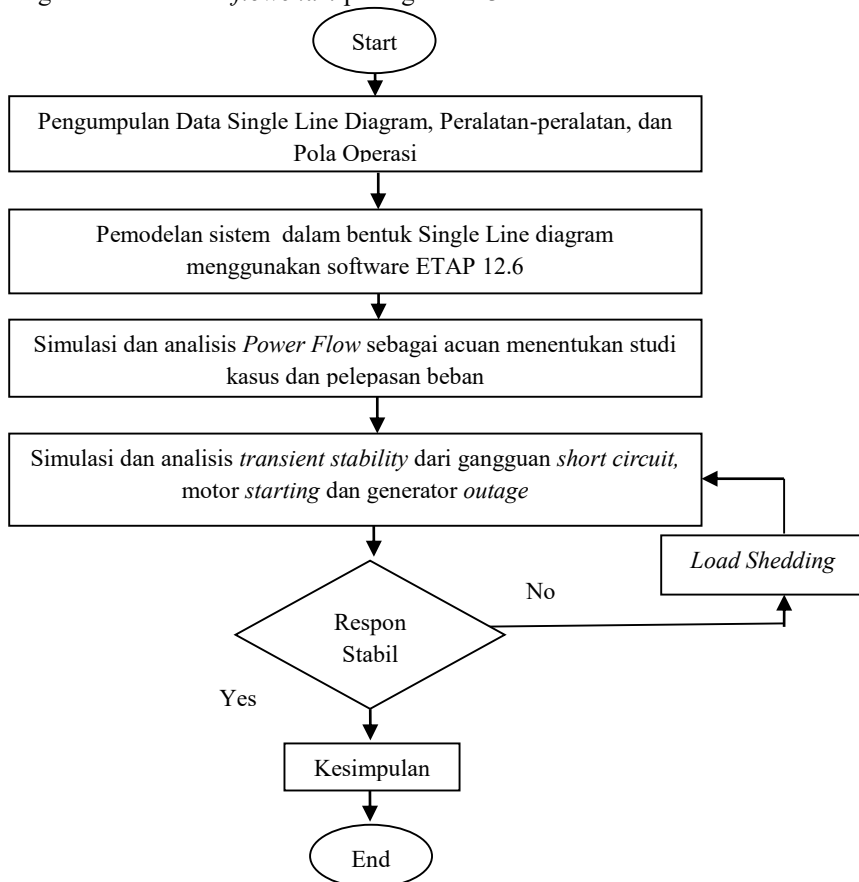 Start
Pengumpulan Data Single Line Diagram, Peralatan-peralatan, dan
Pola Operasi
Pemodelan sistem dalam bentuk Single Line diagram
menggunakan software ETAP 12.6
Simulasi dan analisis Power Flow sebagai acuan menentukan studi
kasus dan pelepasan beban
Simulasi dan analisis transient stability dari gangguan short circuit,
motor starting dan generator outage
Load Shedding
No
Respon
Stabil
Yes
Kesimpulan
End